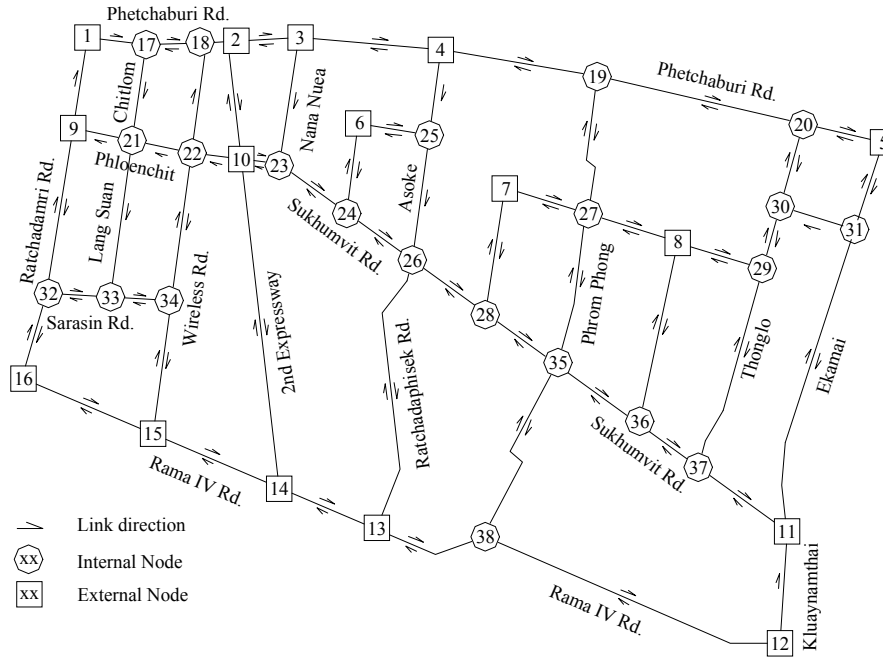 Phetchaburi Rd.
1
17
18
2
3
4
19
Phetchaburi Rd.
20
5
Chitlom
Nana Nuea
9
21
22
10
23
6
25
Phloenchit
Asoke
24
Sukhumvit Rd.
26
7
27
8
30
31
29
Ratchadamri Rd.
Lang Suan
Wireless Rd.
32
33
34
Sarasin Rd.
2nd Expressway
Ratchadaphisek Rd.
28
Phrom Phong
35
Thonglo
Ekamai
16
15
36
Sukhumvit Rd.
37
Rama IV Rd.
14
13
38
11
Rama IV Rd.
12
Kluaynamthai
Link direction
xx
Internal Node
xx
External Node